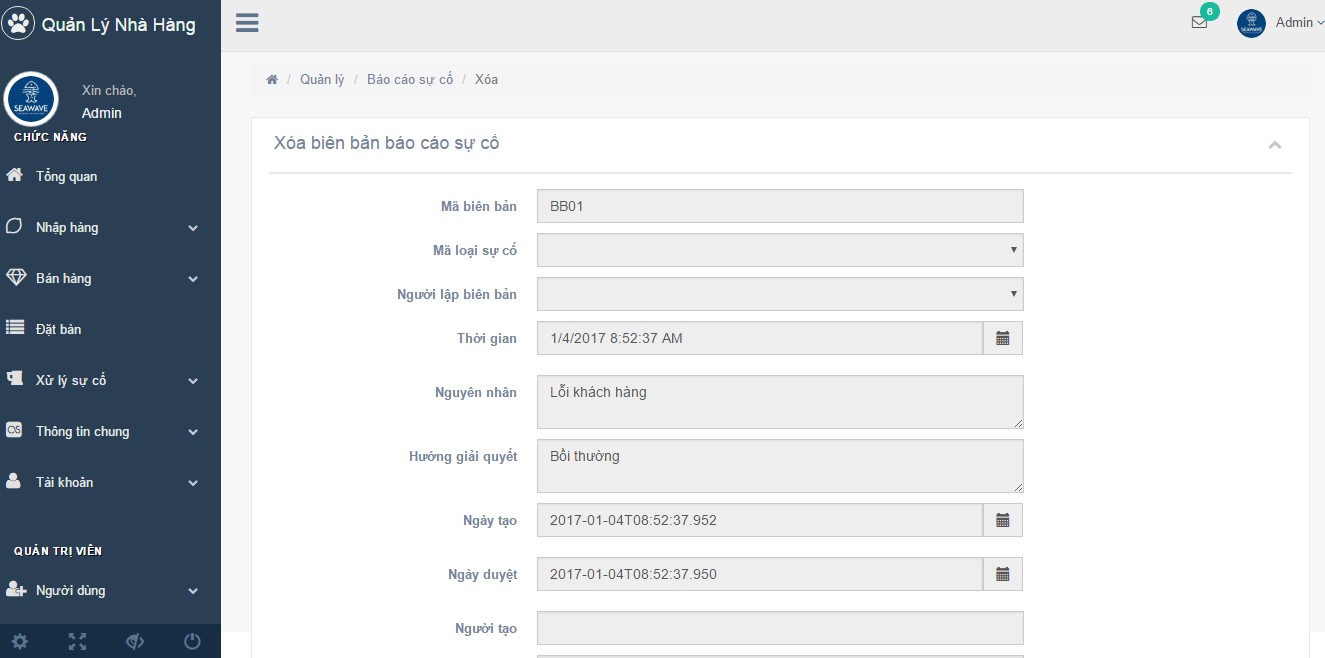 Quản Lý Nhà Hàng
6
Admin
SEAWAVE
Xin chào,
Admin
CHỨC NĂNG
Tổng quan
Nhập hàng
Bán hàng
Đặt bàn
Xử lý sự cố
Thông tin chung
Tài khoản
QUẢN TRỊ VIÊN
Người dùng
/ Quản lý / Báo cáo sự cố / Xóa
Xóa biên bản báo cáo sự cố
Mã biên bản BB01
Mã loại sự cố
Người lập biên bản
Thời gian 1/4/2017 8:52:37 AM
Nguyên nhân Lỗi khách hàng
Hướng giải quyết Bồi thường
Ngày tạo 2017-01-04T08:52:37.952
Ngày duyệt 2017-01-04T08:52:37.950
Người tạo